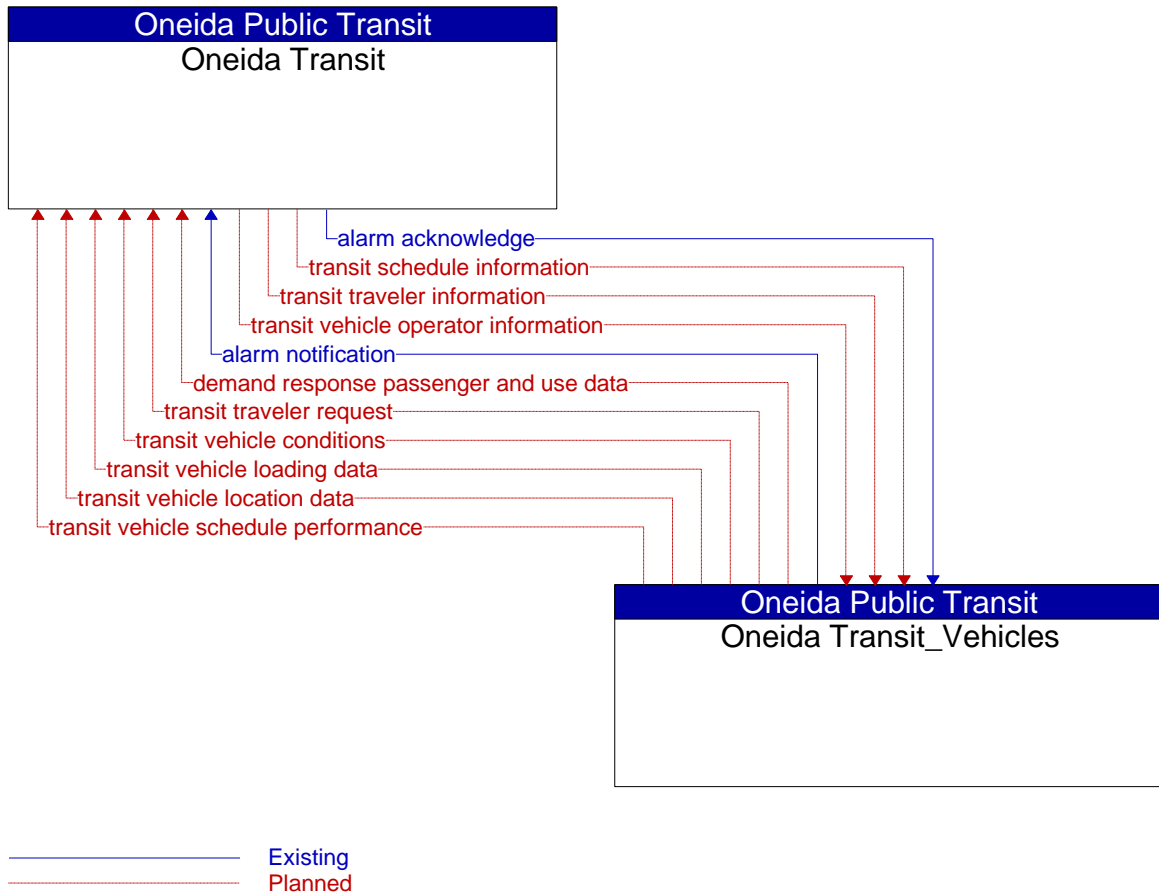 Oneida Public Transit
Oneida Transit
alarm acknowledge
transit schedule information
transit traveler information
transit vehicle operator information
alarm notification
demand response passenger and use data
transit traveler request
transit vehicle conditions
transit vehicle loading data
transit vehicle location data
transit vehicle schedule performance
Oneida Public Transit
Oneida Transit_Vehicles
Existing
Planned